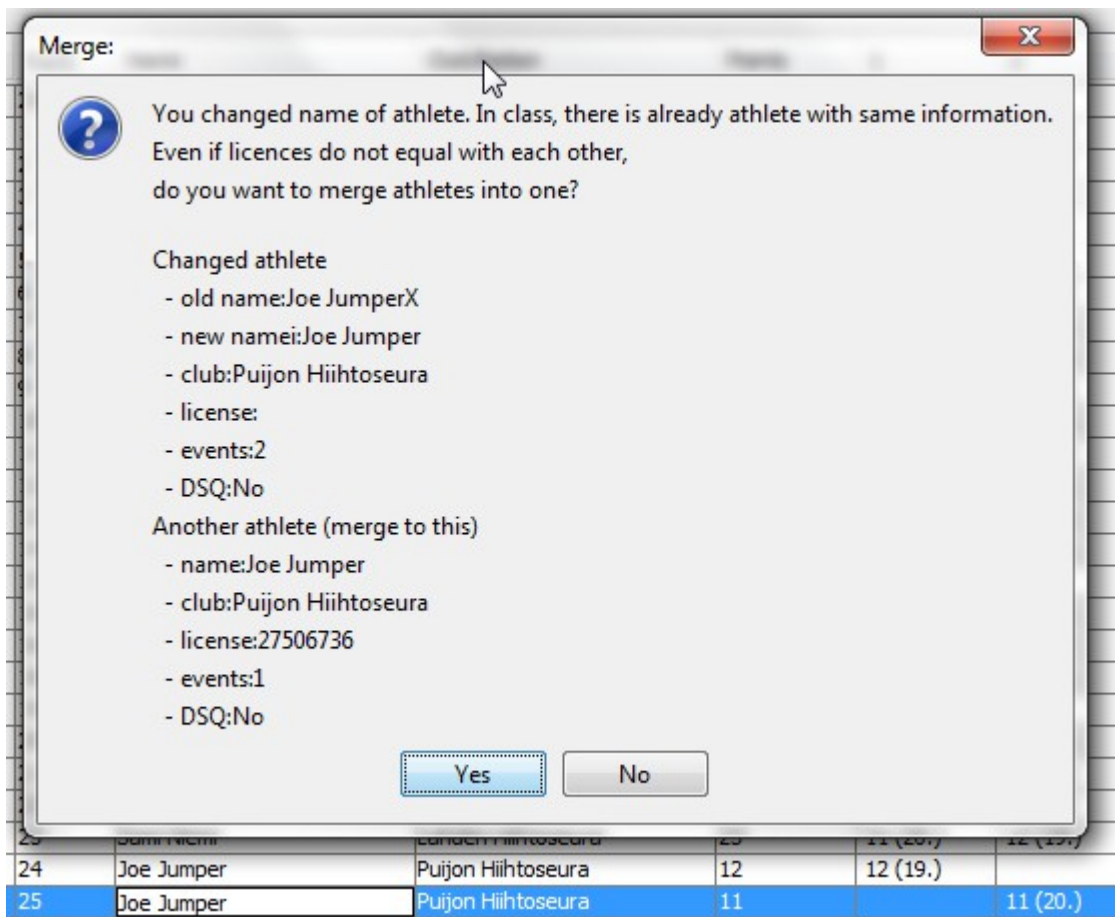 Merge:
You changed name of athlete. In class, there is already athlete with same information.
Even if licences do not equal with each other,
do you want to merge athletes into one?
Changed athlete
- old name:Joe JumperX
- new namei:Joe Jumper
- club:Puijon Hiihtoseura
- license:
- events:2
- DSQ:No
Another athlete (merge to this)
- name:Joe Jumper
- club:Puijon Hiihtoseura
- license:27506736
- events:1
- DSQ:No
Yes No
24 Joe Jumper Puijon Hiihtoseura 12 12 (19.)
25 Joe Jumper Puijon Hiihtoseura 11 11 (20.)